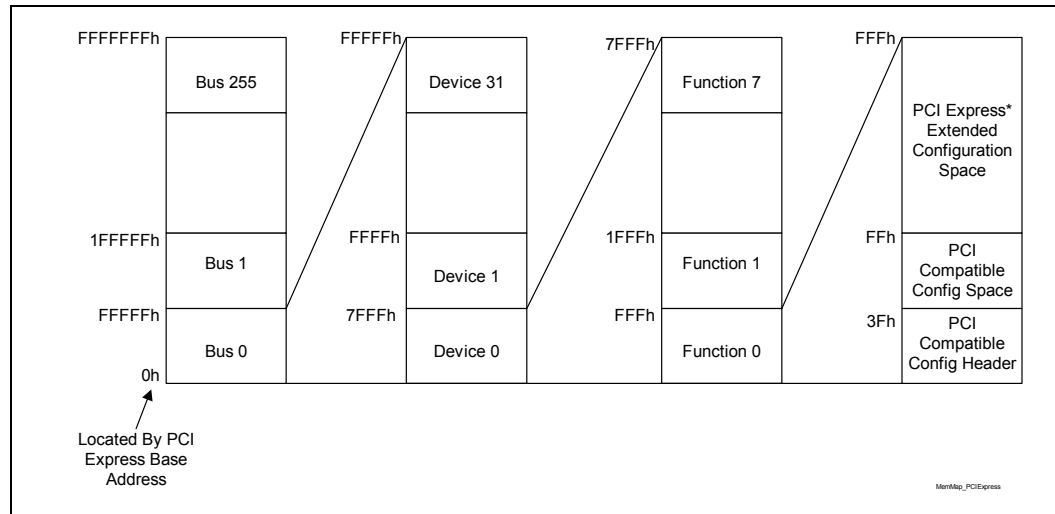 FFFFFFFh
Bus 255
1FFFFFh
Bus 1
FFFFFh
Bus 0
0h
Located By PCI
Express Base
Address
FFFFFh
Device 31
FFFFh
Device 1
7FFFh
Device 0
7FFFh
Function 7
1FFFh
Function 1
FFFh
Function 0
FFFh
PCI Express*
Extended
Configuration
Space
FFh
PCI
Compatible
Config Space
3Fh
PCI
Compatible
Config Header
MemMap_PCIExpress